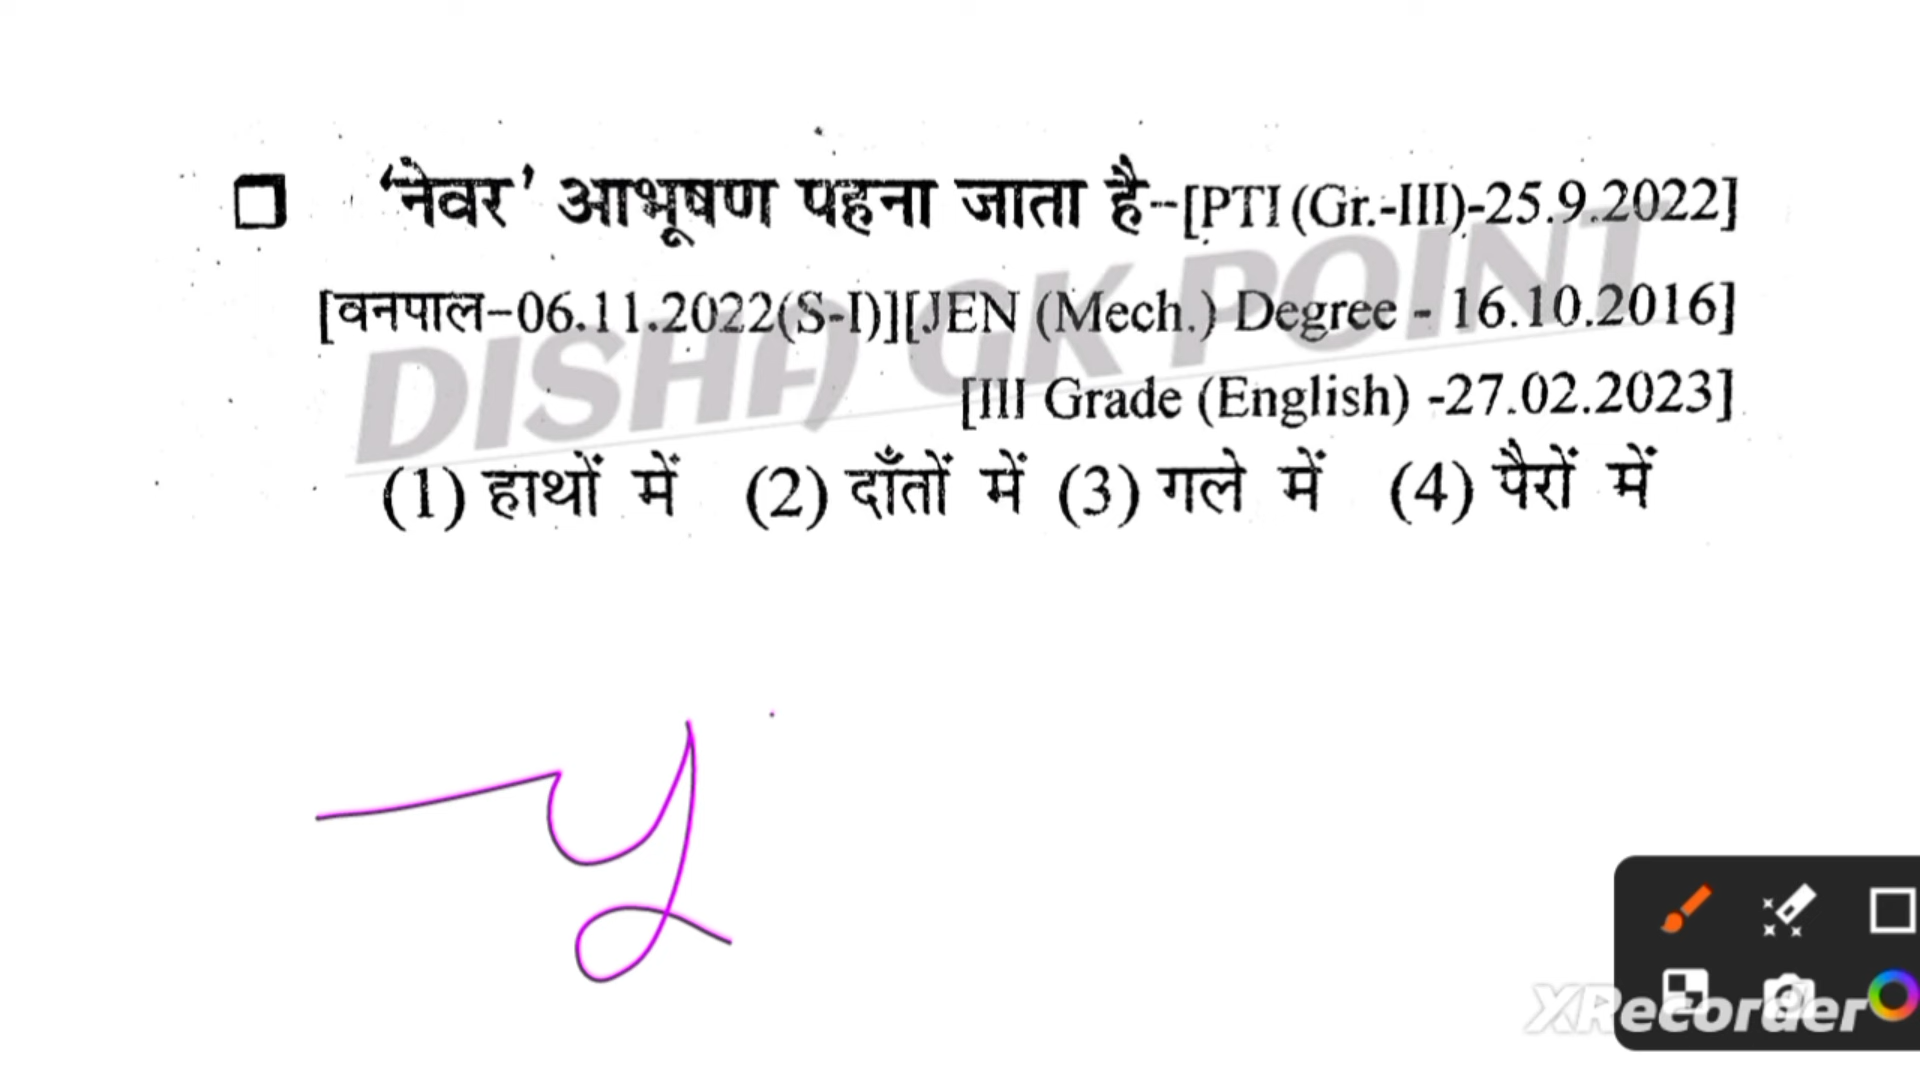 'नेवर' आभूषण पहना जाता है--[PTI (Gr.-III)-25.9.2022]
[वनपाल-06.11.2022(S-I)][JEN (Mech.) Degree - 16.10.2016]
[III Grade (English) -27.02.2023]
DISHA GK POINT
(1) हाथों में (2) दाँतों में (3) गले में (4) पैरों में
XRecorder